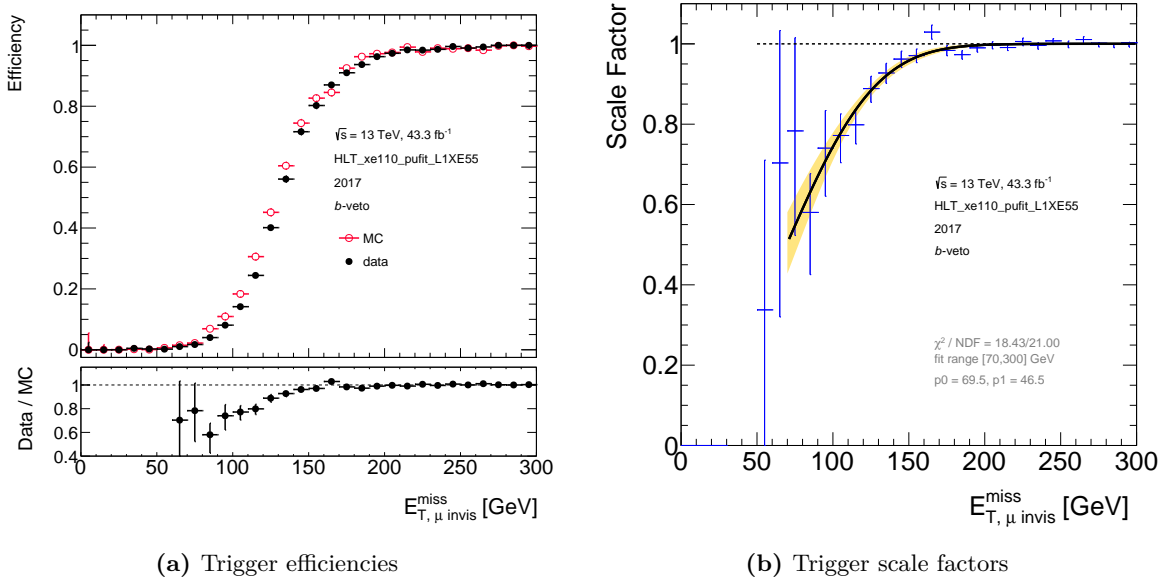 Efficiency
1
0.8
0.6
0.4
0.2
0
√s = 13 TeV, 43.3 fb⁻¹
HLT_xe110_pufit_L1XE55
2017
b-veto
MC
data
Data / MC
1
0.8
0.6
0.4
0 50 100 150 200 250 300
E_T, μ invis^miss [GeV]
(a) Trigger efficiencies
Scale Factor
1
0.8
0.6
0.4
0.2
0
√s = 13 TeV, 43.3 fb⁻¹
HLT_xe110_pufit_L1XE55
2017
b-veto
χ² / NDF = 18.43/21.00
fit range [70,300] GeV
p0 = 69.5, p1 = 46.5
0 50 100 150 200 250 300
E_T, μ invis^miss [GeV]
(b) Trigger scale factors